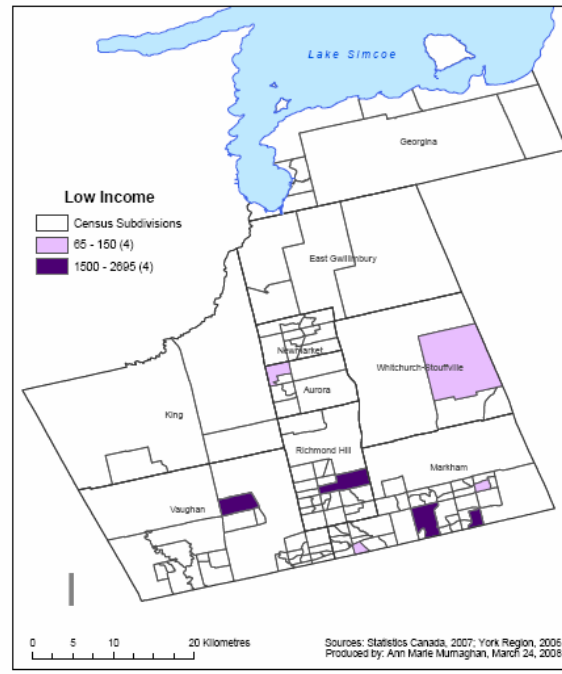 Lake Simcoe
Georgina
Low Income
Census Subdivisions
65 - 150 (4)
1500 - 2695 (4)
East Gwillimbury
Newmarket
Whitchurch-Stouffville
Aurora
King
Richmond Hill
Markham
Vaughan
0 5 10 20 Kilometres
Sources: Statistics Canada, 2007; York Region, 2006
Produced by: Ann Marie Murnaghan, March 24, 2008